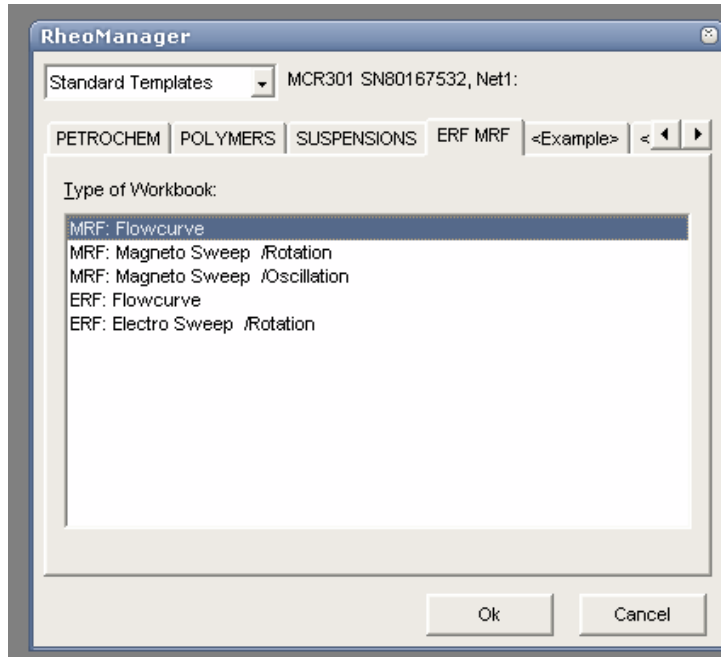 RheoManager
Standard Templates MCR301 SN80167532, Net1:
PETROCHEM POLYMERS SUSPENSIONS ERF MRF <Example> <
Type of Workbook:
MRF: Flowcurve
MRF: Magneto Sweep /Rotation
MRF: Magneto Sweep /Oscillation
ERF: Flowcurve
ERF: Electro Sweep /Rotation
Ok Cancel